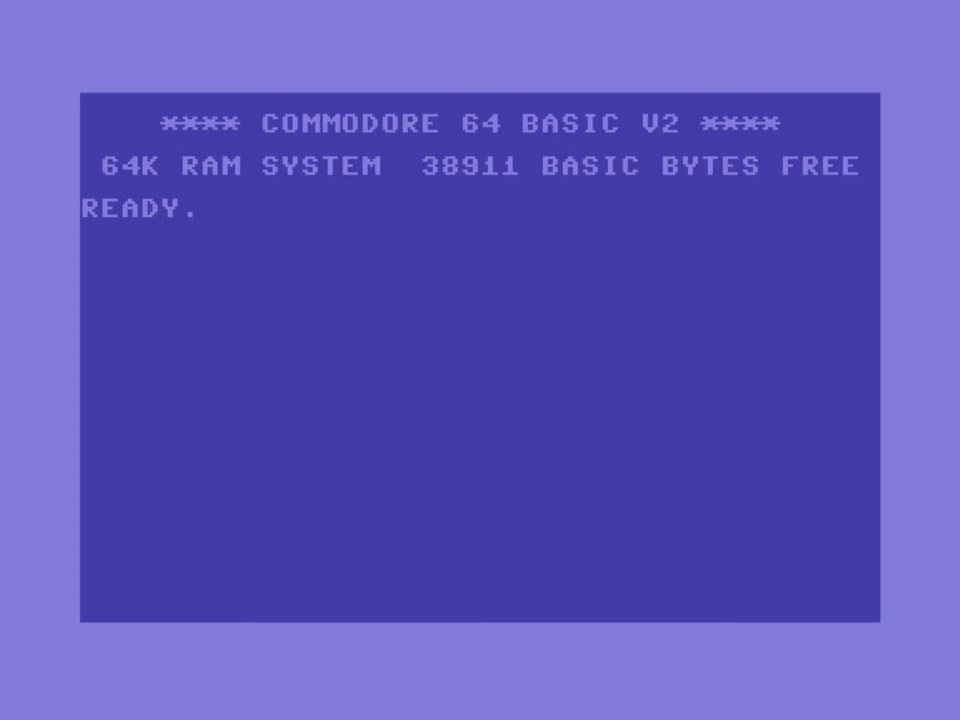 **** COMMODORE 64 BASIC V2 ****
64K RAM SYSTEM  38911 BASIC BYTES FREE
READY.